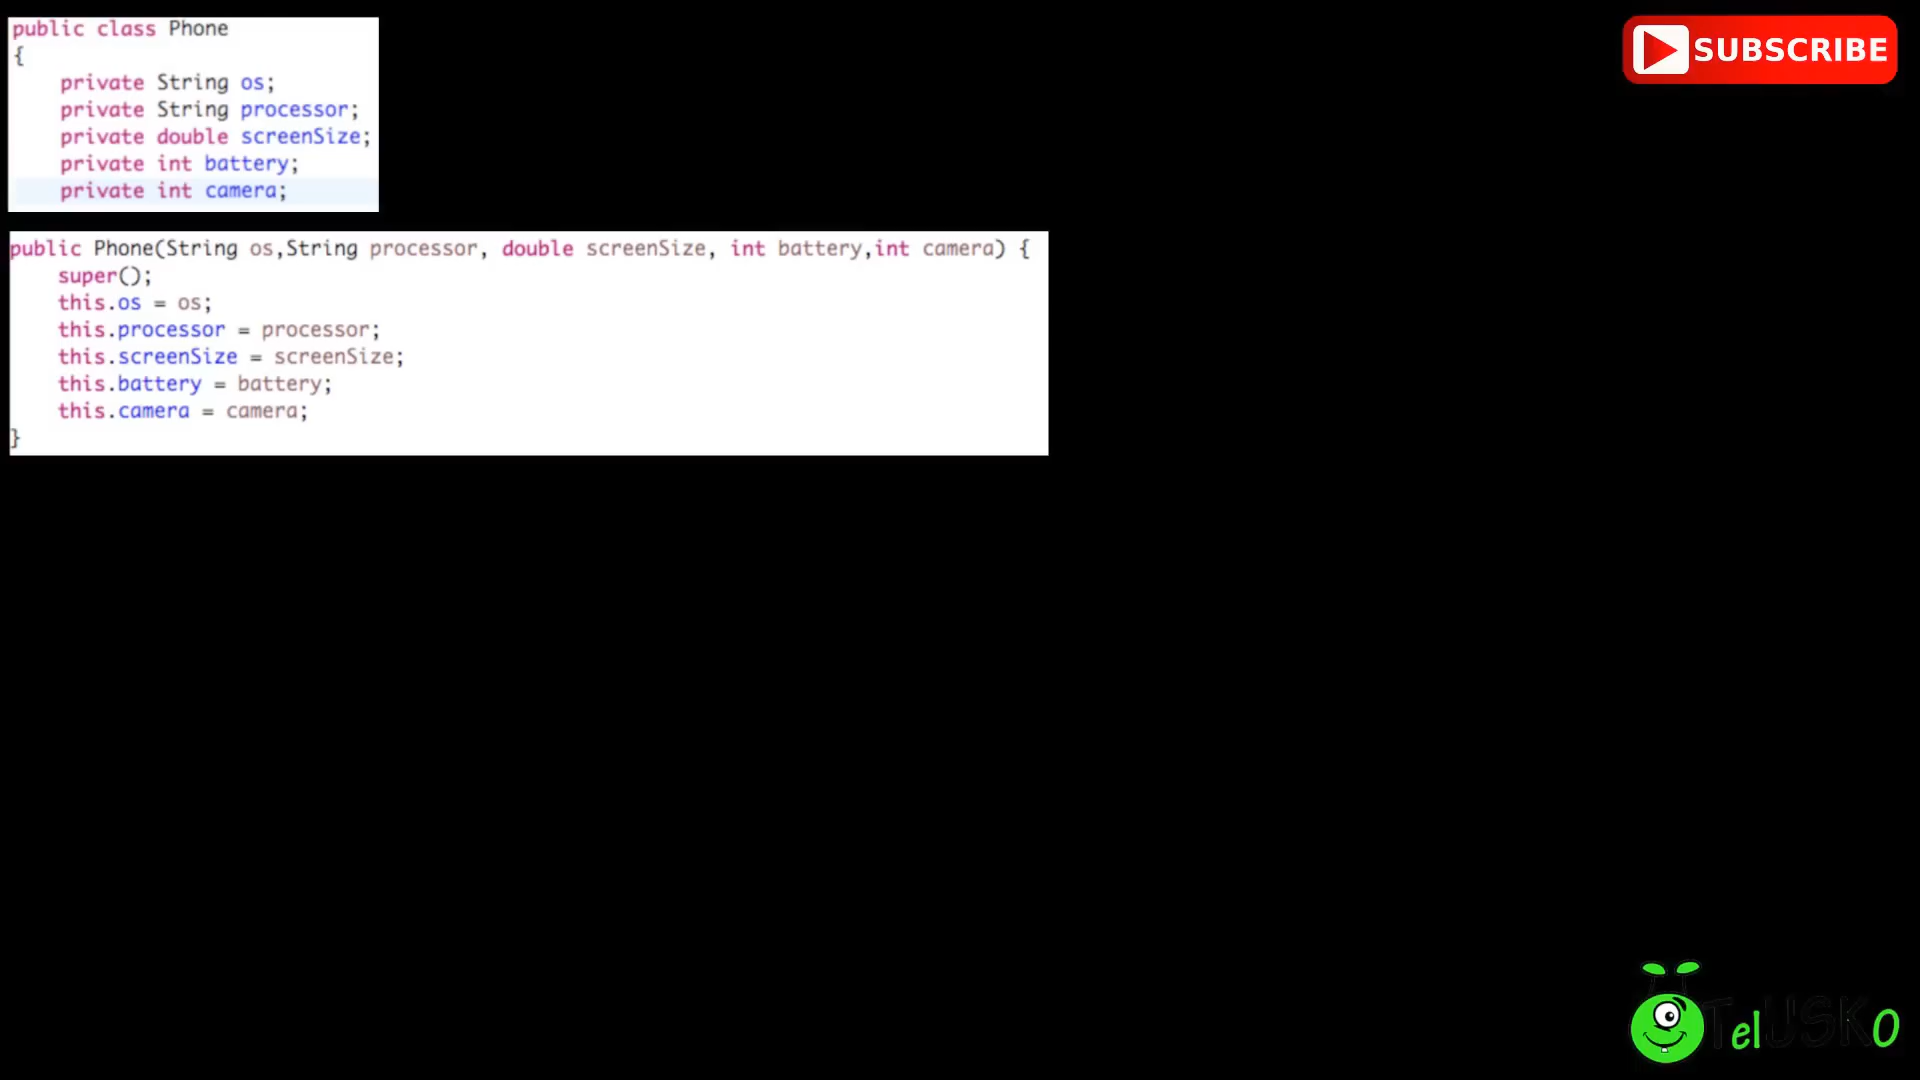 public class Phone
{
    private String os;
    private String processor;
    private double screenSize;
    private int battery;
    private int camera;
SUBSCRIBE
public Phone(String os,String processor, double screenSize, int battery,int camera) {
    super();
    this.os = os;
    this.processor = processor;
    this.screenSize = screenSize;
    this.battery = battery;
    this.camera = camera;
}
TelUSKO